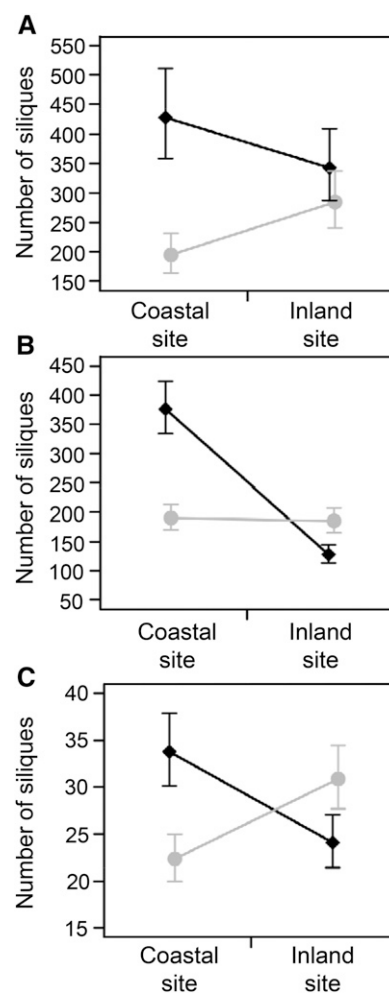 A
Number of siliques
550
500
450
400
350
300
250
200
150
Coastal Inland
site site
B
Number of siliques
450
400
350
300
250
200
150
100
50
Coastal Inland
site site
C
Number of siliques
40
35
30
25
20
15
Coastal Inland
site site